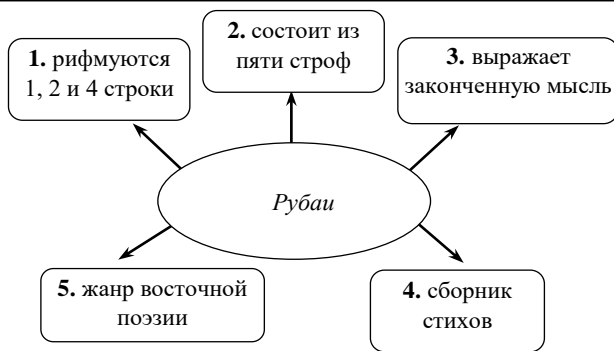 1. рифмуются
1, 2 и 4 строки
2. состоит из
пяти строф
3. выражает
законченную мысль
Рубаи
5. жанр восточной
поэзии
4. сборник
стихов